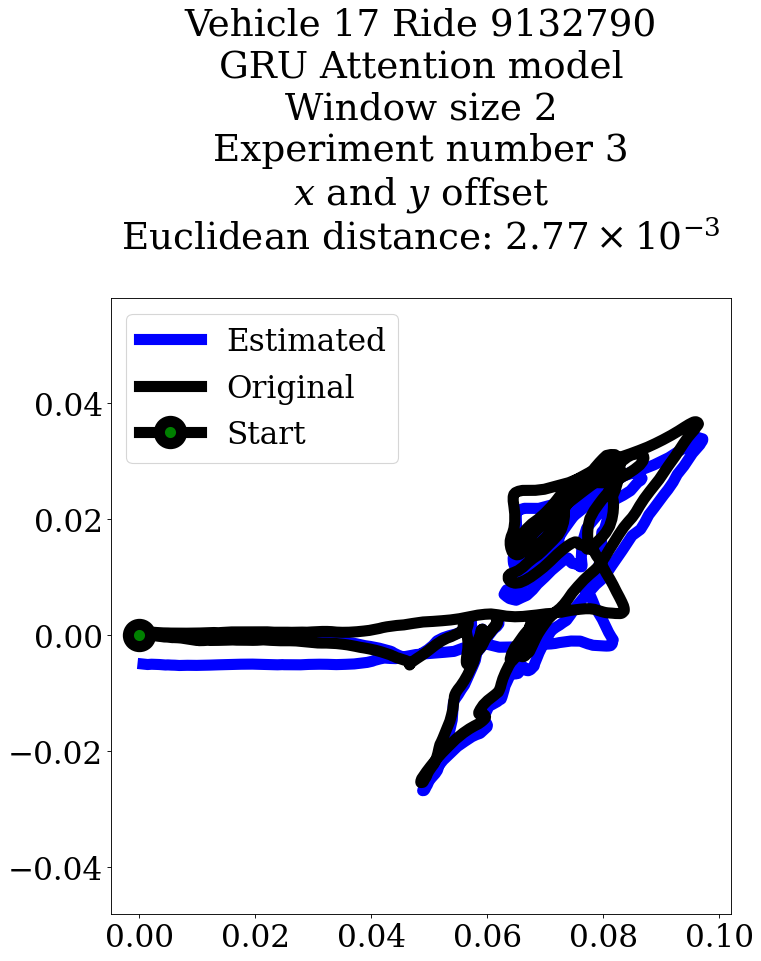 Vehicle 17 Ride 9132790
GRU Attention model
Window size 2
Experiment number 3
x and y offset
Euclidean distance: 2.77 × 10⁻³
Estimated
Original
Start
0.04
0.02
0.00
−0.02
−0.04
0.00 0.02 0.04 0.06 0.08 0.10